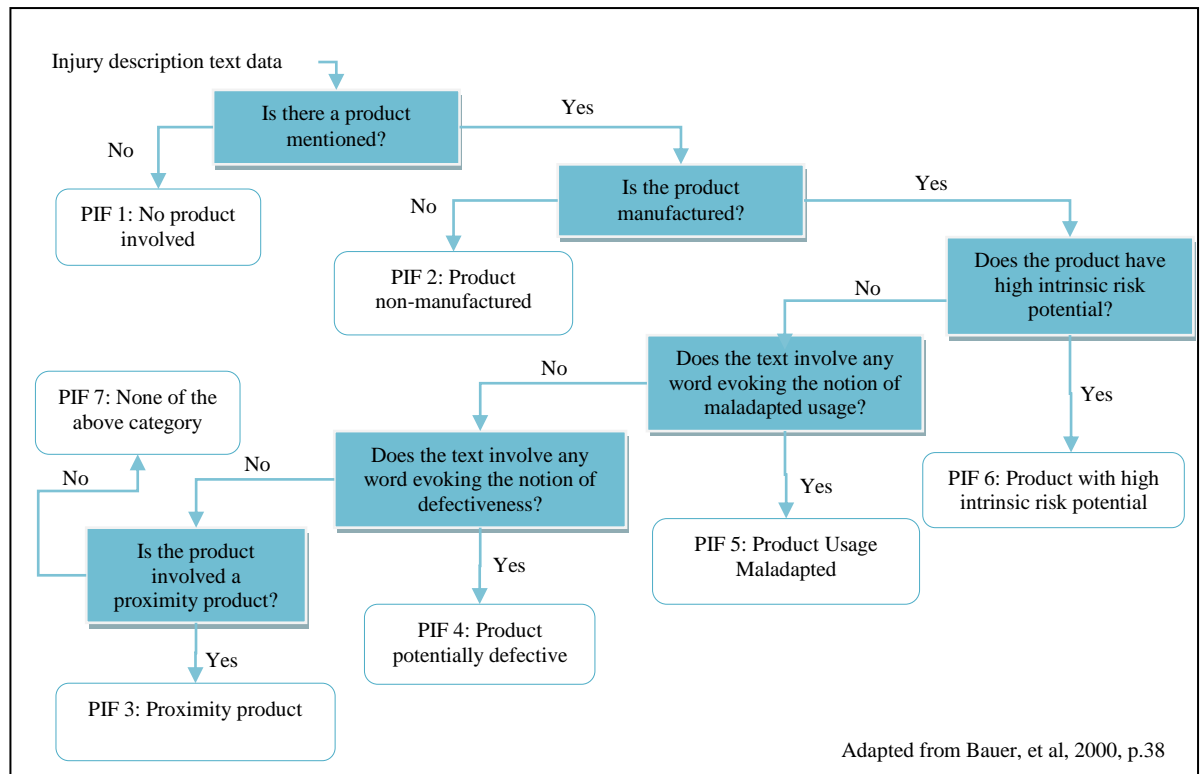 Injury description text data
Is there a product
mentioned?
Yes
No
PIF 1: No product
involved
Is the product
manufactured?
Yes
No
PIF 2: Product
non-manufactured
Does the product have
high intrinsic risk
potential?
No
Yes
PIF 6: Product with high
intrinsic risk potential
Does the text involve any
word evoking the notion of
maladapted usage?
No
Yes
PIF 5: Product Usage
Maladapted
Does the text involve any
word evoking the notion of
defectiveness?
No
Yes
PIF 4: Product
potentially defective
Is the product
involved a
proximity product?
No
PIF 7: None of the
above category
Yes
PIF 3: Proximity product
Adapted from Bauer, et al, 2000, p.38